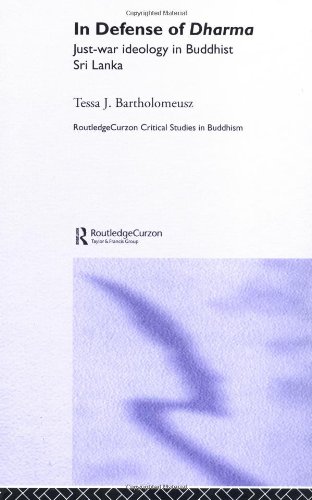 In Defense of Dharma
Just-war ideology in Buddhist
Sri Lanka
Tessa J. Bartholomeusz
RoutledgeCurzon Critical Studies in Buddhism
RoutledgeCurzon
Taylor & Francis Group